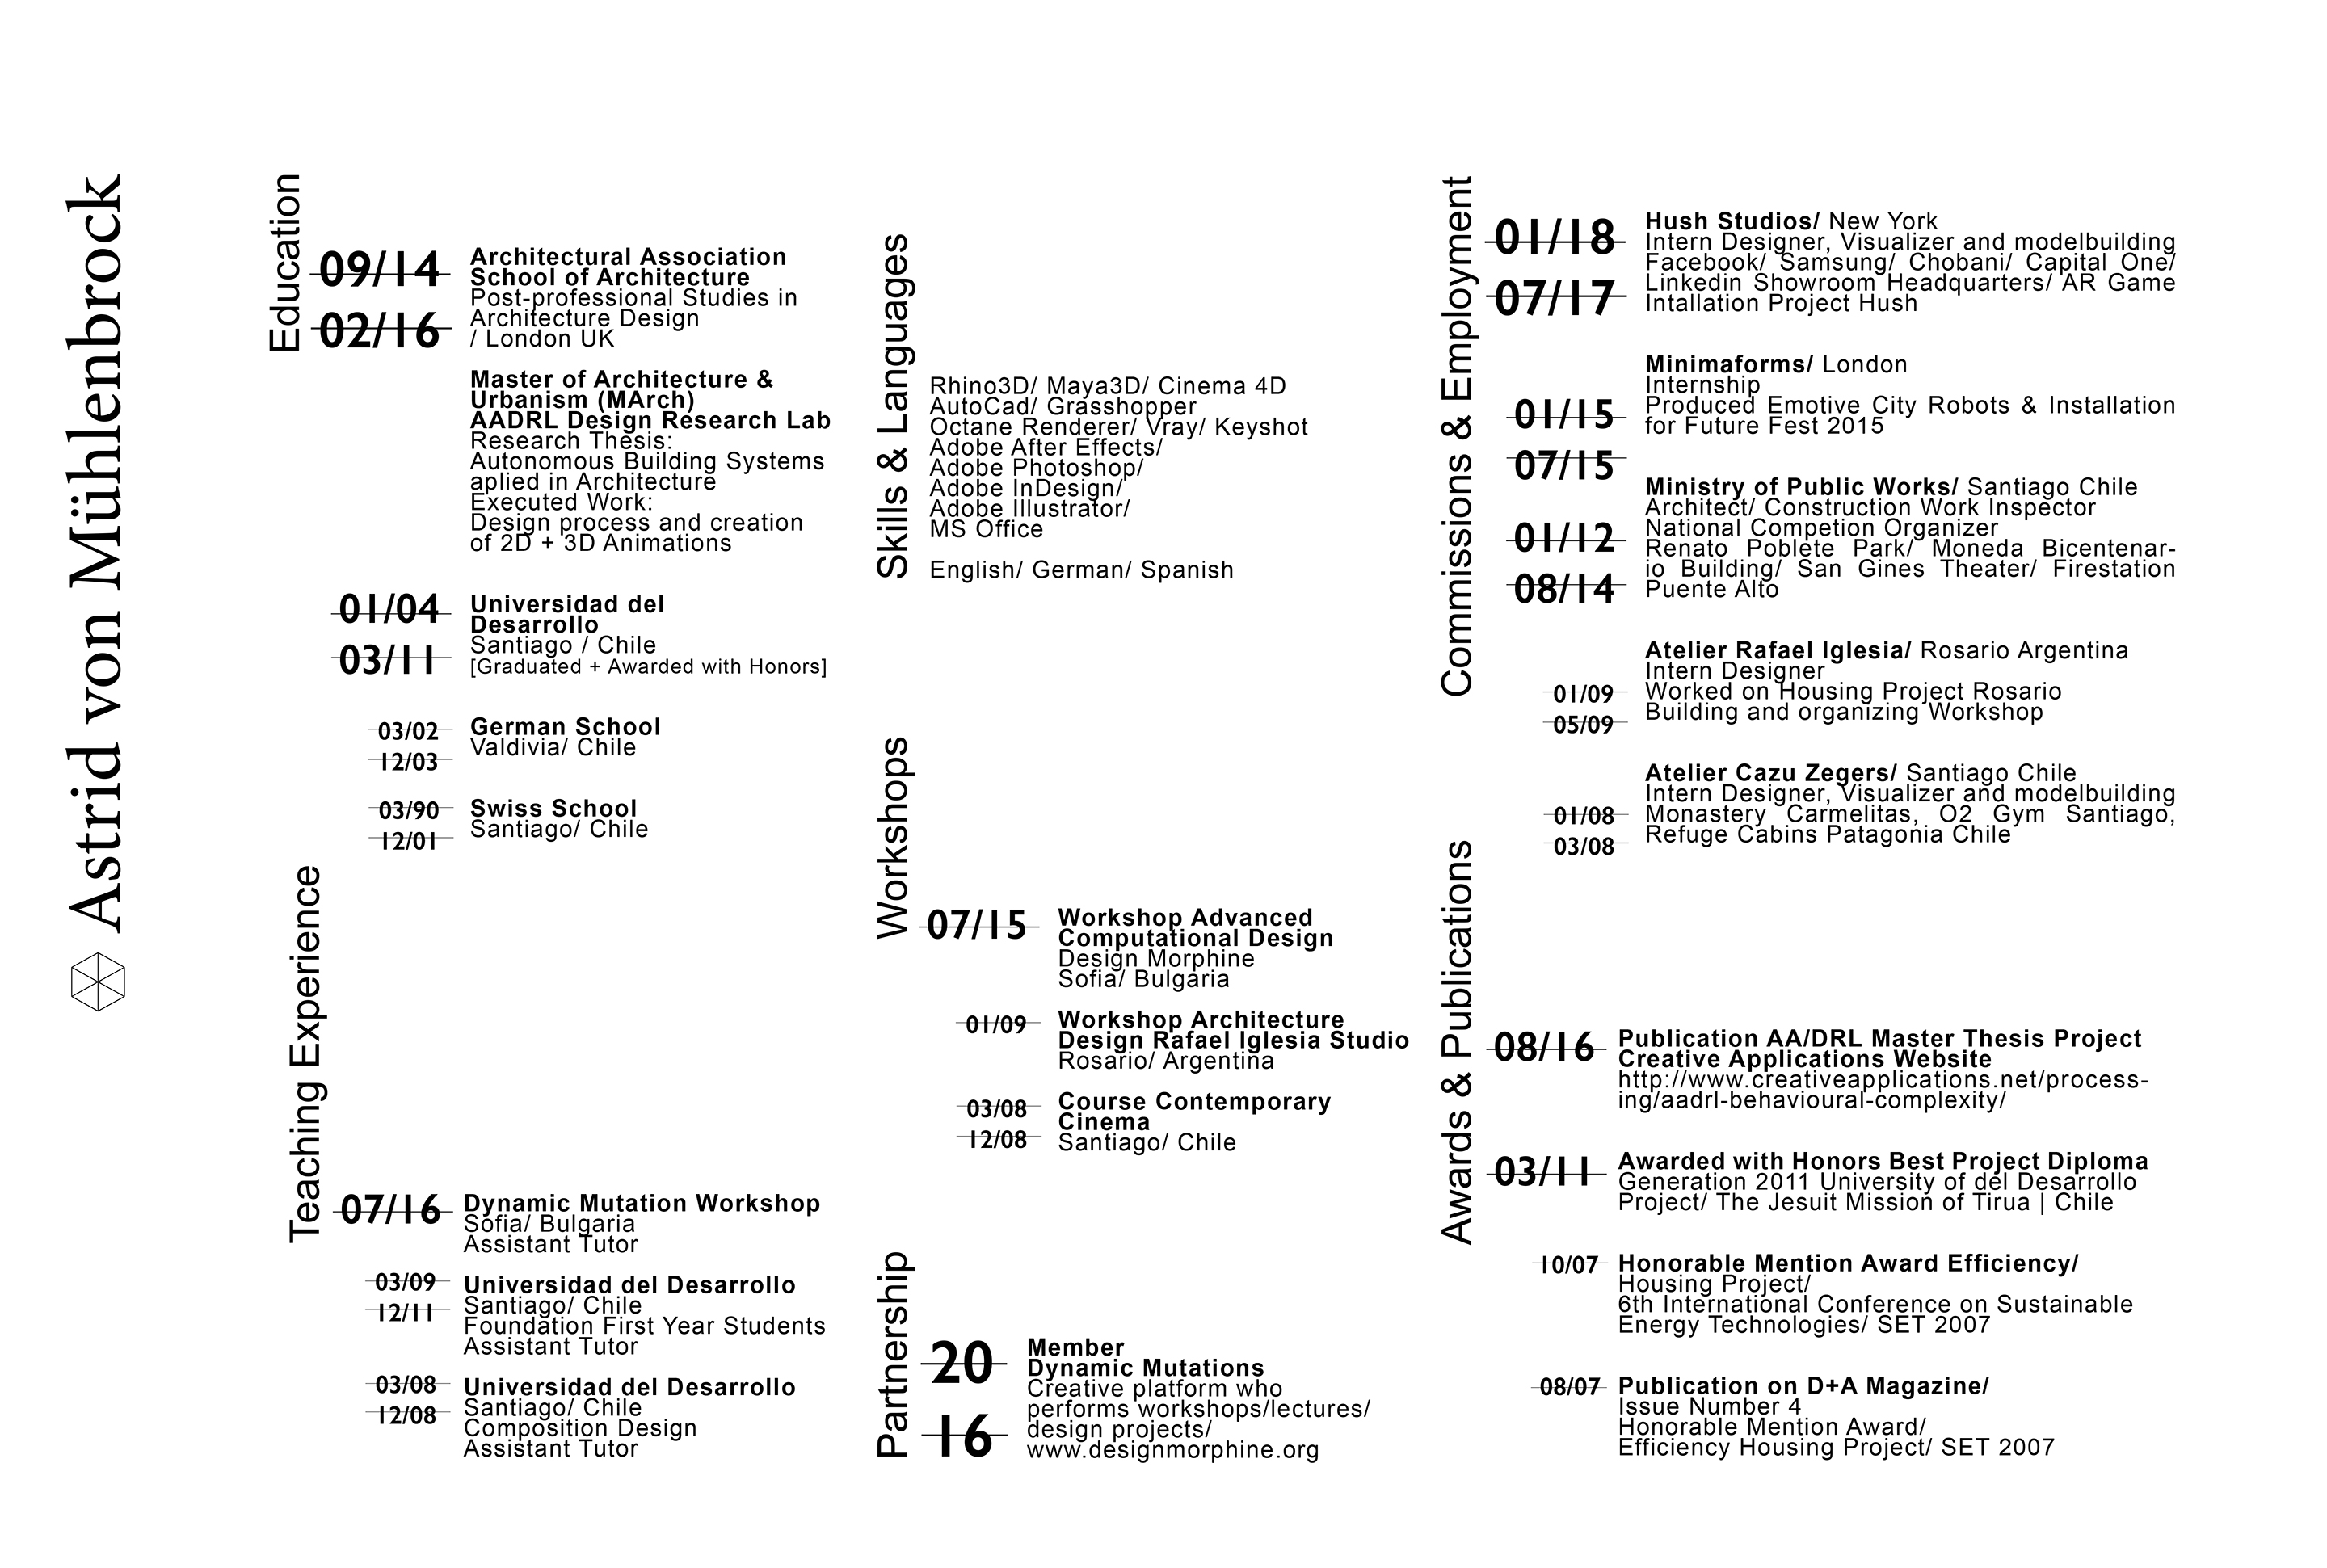 Astrid von Mühlenbrock
Education
09/14
02/16
Architectural Association
School of Architecture
Post-professional Studies in
Architecture Design
/ London UK
Master of Architecture &
Urbanism (MArch)
AADRL Design Research Lab
Research Thesis:
Autonomous Building Systems
aplied in Architecture
Executed Work:
Design process and creation
of 2D + 3D Animations
01/04
03/11
Universidad del
Desarrollo
Santiago / Chile
[Graduated + Awarded with Honors]
03/02
12/03
German School
Valdivia/ Chile
03/90
12/01
Swiss School
Santiago/ Chile
Teaching Experience
07/16
Dynamic Mutation Workshop
Sofia/ Bulgaria
Assistant Tutor
03/09
12/11
Universidad del Desarrollo
Santiago/ Chile
Foundation First Year Students
Assistant Tutor
03/08
12/08
Universidad del Desarrollo
Santiago/ Chile
Composition Design
Assistant Tutor
Skills & Languages
Rhino3D/ Maya3D/ Cinema 4D
AutoCad/ Grasshopper
Octane Renderer/ Vray/ Keyshot
Adobe After Effects/
Adobe Photoshop/
Adobe InDesign/
Adobe Illustrator/
MS Office
English/ German/ Spanish
Workshops
07/15
Workshop Advanced
Computational Design
Design Morphine
Sofia/ Bulgaria
01/09
Workshop Architecture
Design Rafael Iglesia Studio
Rosario/ Argentina
03/08
12/08
Course Contemporary
Cinema
Santiago/ Chile
Partnership
20
16
Member
Dynamic Mutations
Creative platform who
performs workshops/lectures/
design projects/
www.designmorphine.org
Commissions & Employment
01/18
07/17
Hush Studios/ New York
Intern Designer, Visualizer and modelbuilding
Facebook/ Samsung/ Chobani/ Capital One/
Linkedin Showroom Headquarters/ AR Game
Intallation Project Hush
01/15
07/15
Minimaforms/ London
Internship
Produced Emotive City Robots & Installation
for Future Fest 2015
01/12
08/14
Ministry of Public Works/ Santiago Chile
Architect/ Construction Work Inspector
National Competion Organizer
Renato Poblete Park/ Moneda Bicentenar-
io Building/ San Gines Theater/ Firestation
Puente Alto
01/09
05/09
Atelier Rafael Iglesia/ Rosario Argentina
Intern Designer
Worked on Housing Project Rosario
Building and organizing Workshop
01/08
03/08
Atelier Cazu Zegers/ Santiago Chile
Intern Designer, Visualizer and modelbuilding
Monastery Carmelitas, O2 Gym Santiago,
Refuge Cabins Patagonia Chile
Awards & Publications
08/16
Publication AA/DRL Master Thesis Project
Creative Applications Website
http://www.creativeapplications.net/process-
ing/aadrl-behavioural-complexity/
03/11
Awarded with Honors Best Project Diploma
Generation 2011 University of del Desarrollo
Project/ The Jesuit Mission of Tirua | Chile
10/07
Honorable Mention Award Efficiency/
Housing Project/
6th International Conference on Sustainable
Energy Technologies/ SET 2007
08/07
Publication on D+A Magazine/
Issue Number 4
Honorable Mention Award/
Efficiency Housing Project/ SET 2007